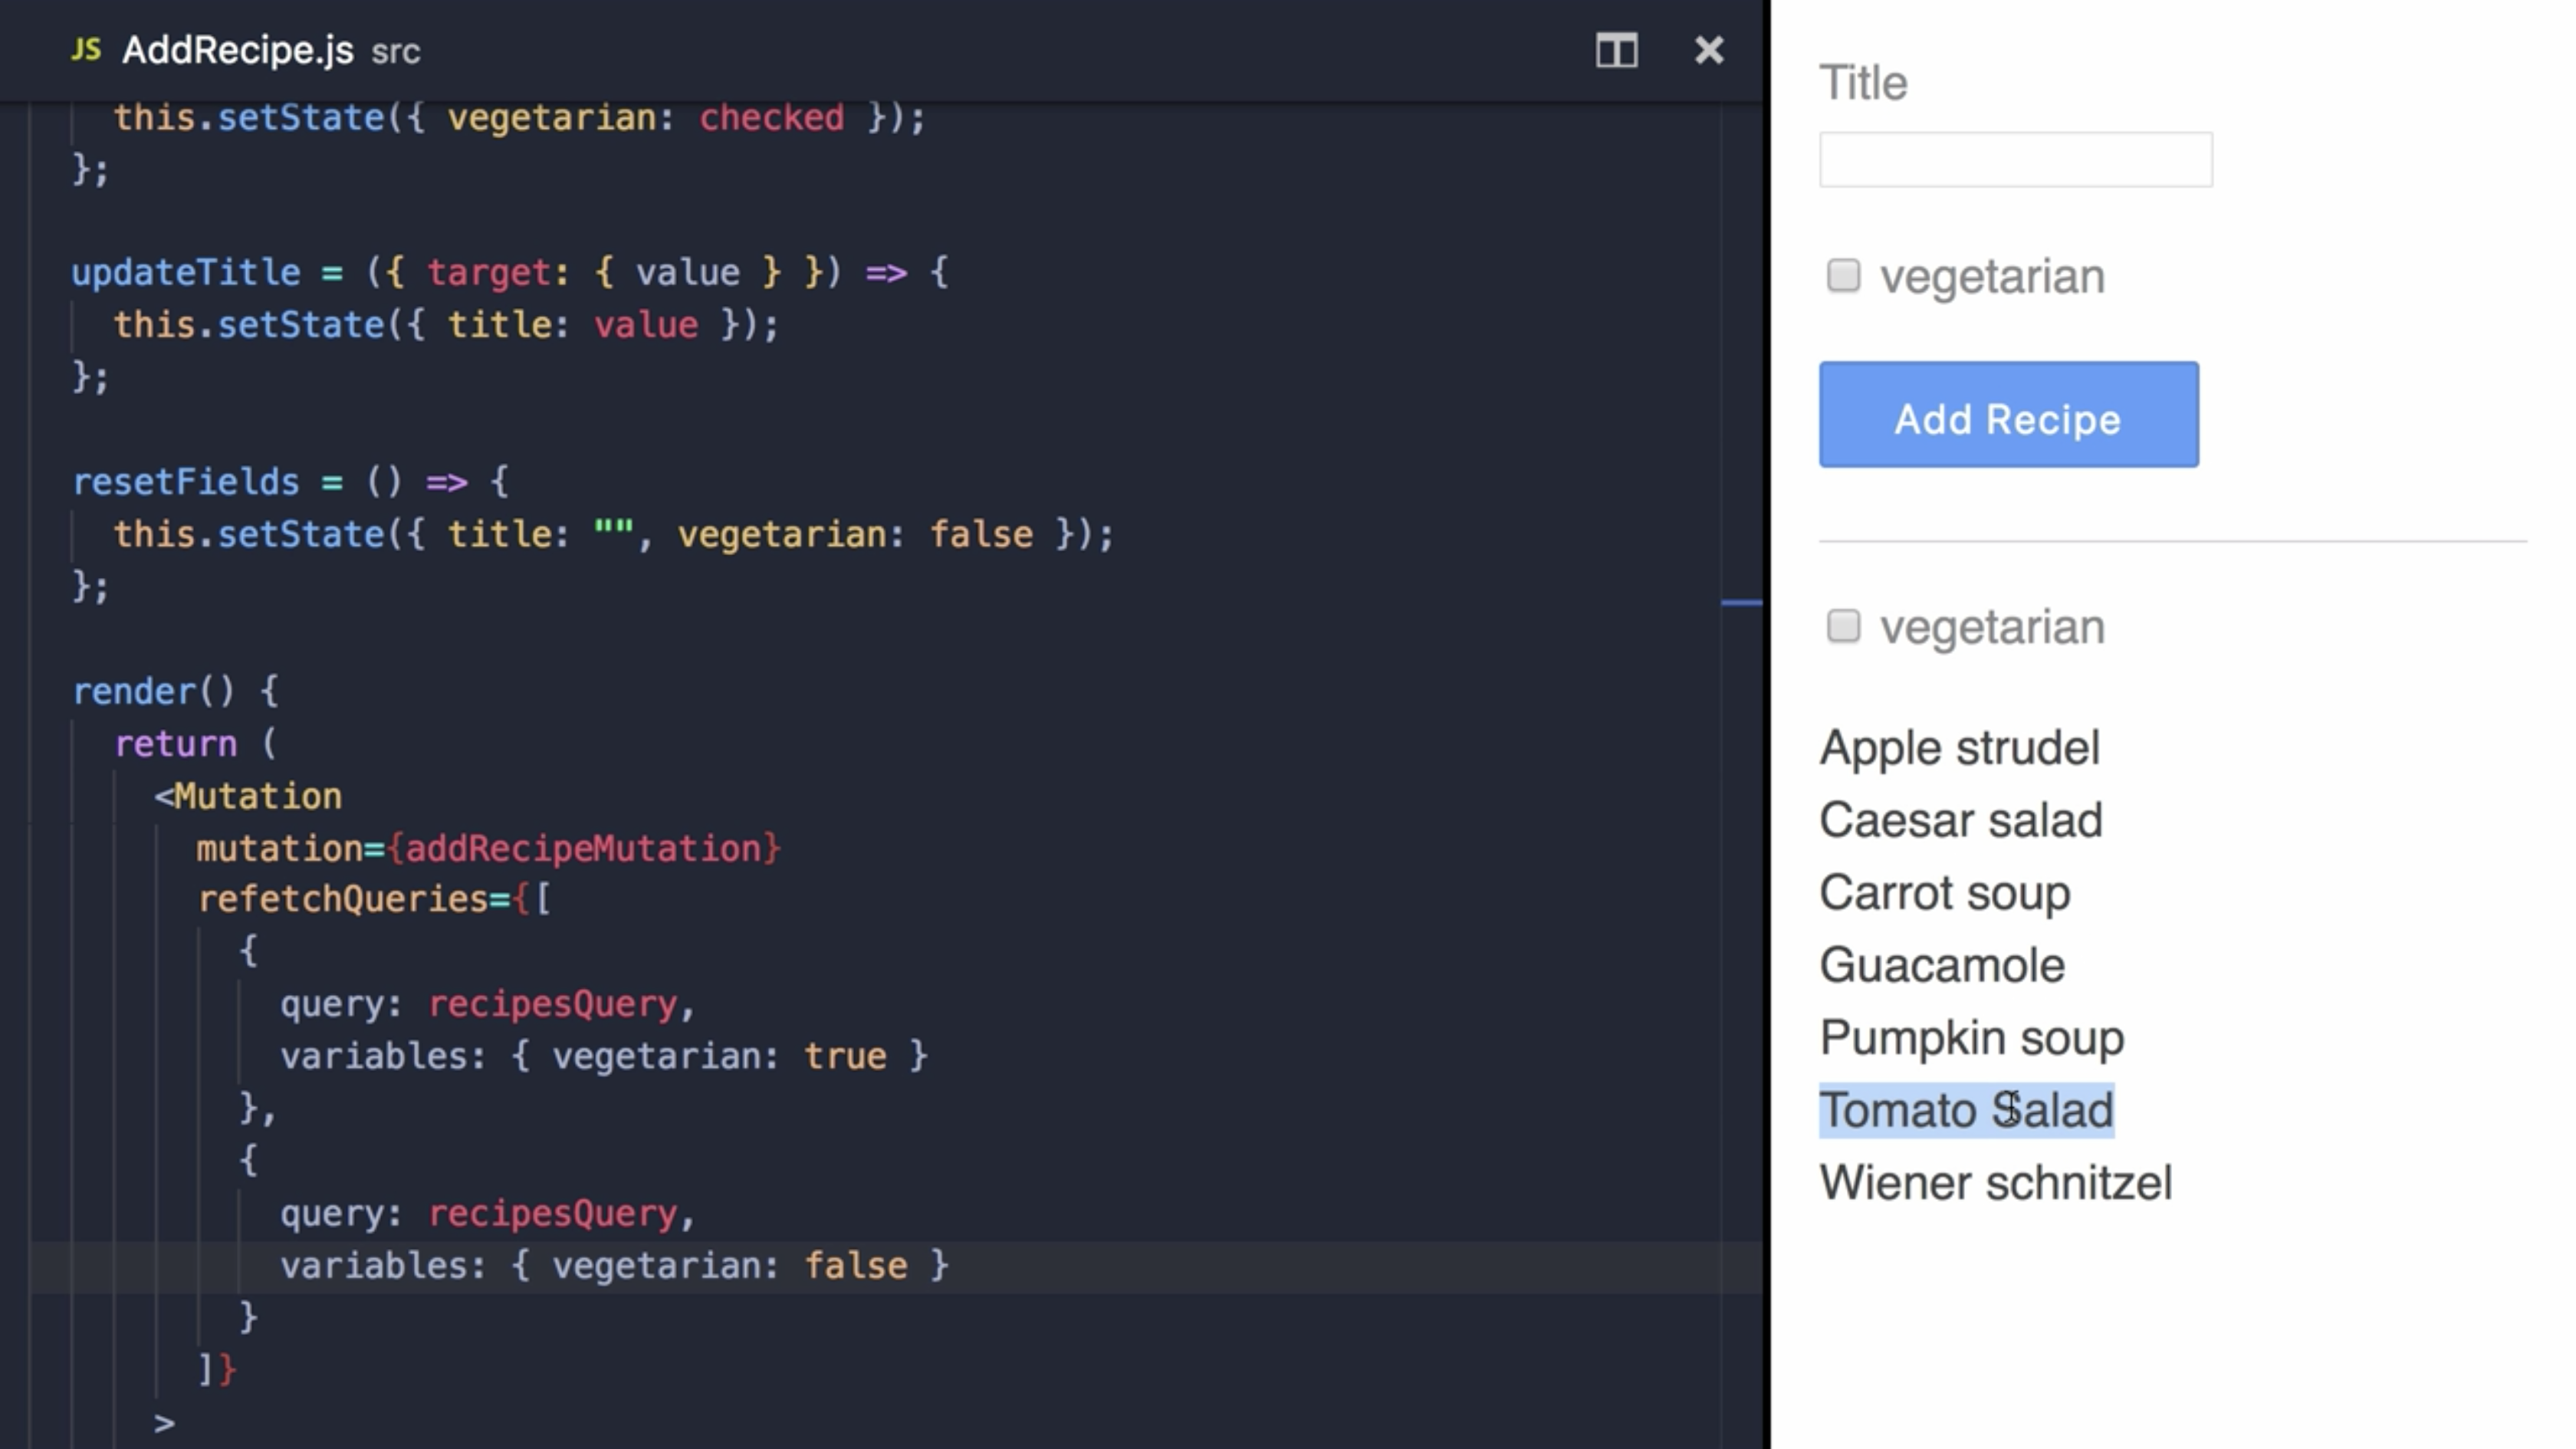 JS AddRecipe.js src
this.setState({ vegetarian: checked });
};
updateTitle = ({ target: { value } }) => {
this.setState({ title: value });
};
resetFields = () => {
this.setState({ title: "", vegetarian: false });
};
render() {
return (
<Mutation
mutation={addRecipeMutation}
refetchQueries={[
{
query: recipesQuery,
variables: { vegetarian: true }
},
{
query: recipesQuery,
variables: { vegetarian: false }
}
]}
>
Title
vegetarian
Add Recipe
vegetarian
Apple strudel
Caesar salad
Carrot soup
Guacamole
Pumpkin soup
Tomato Salad
Wiener schnitzel